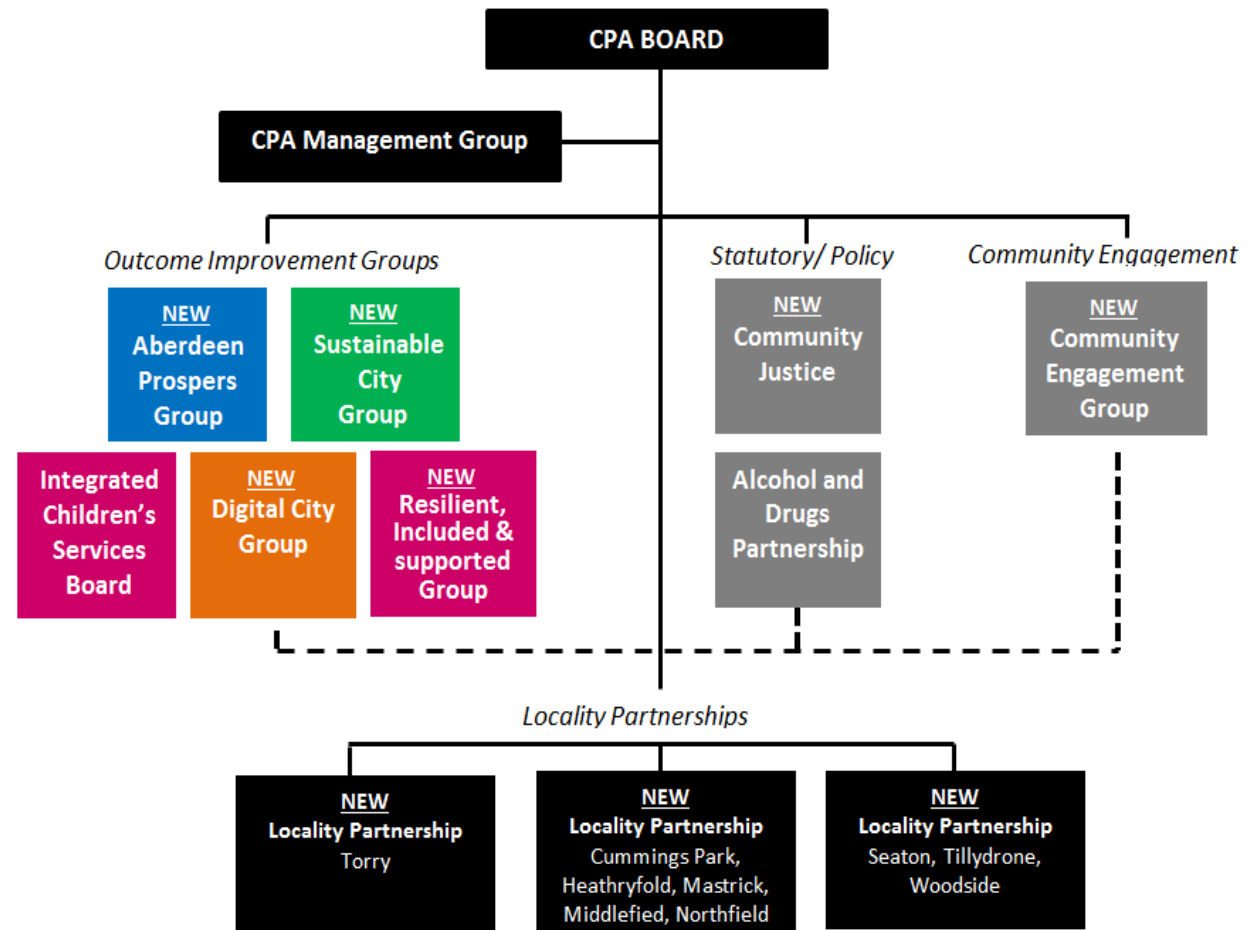 CPA BOARD
CPA Management Group
Outcome Improvement Groups
Statutory/ Policy
Community Engagement
NEW
Aberdeen
Prospers
Group
NEW
Sustainable
City
Group
NEW
Community
Justice
NEW
Community
Engagement
Group
Integrated
Children’s
Services
Board
NEW
Digital City
Group
NEW
Resilient,
Included &
supported
Group
Alcohol and
Drugs
Partnership
Locality Partnerships
NEW
Locality Partnership
Torry
NEW
Locality Partnership
Cummings Park,
Heathryfold, Mastrick,
Middlefied, Northfield
NEW
Locality Partnership
Seaton, Tillydrone,
Woodside